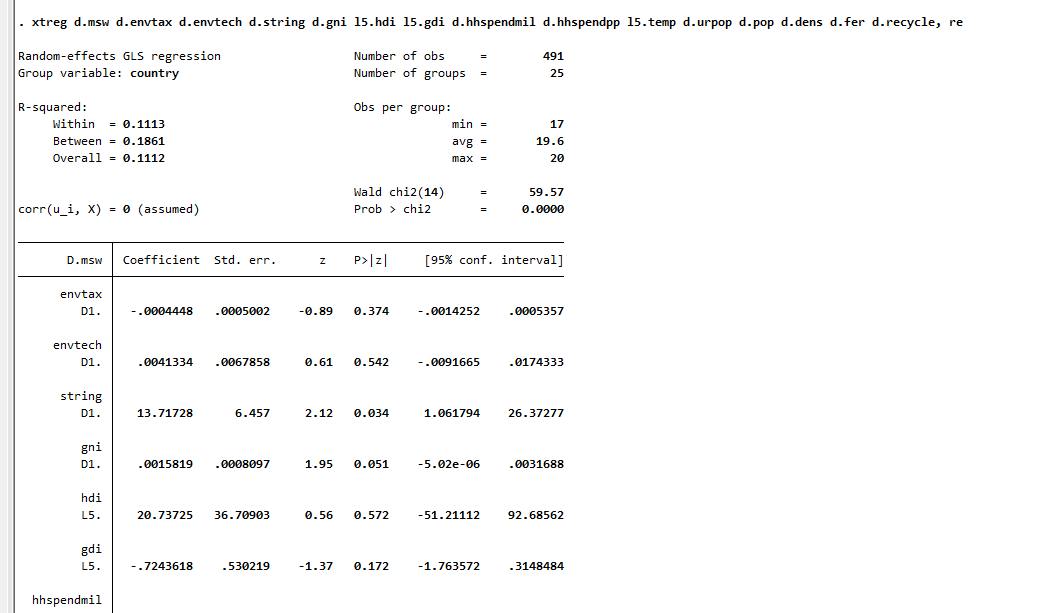 . xtreg d.msw d.envtax d.envtech d.string d.gni l5.hdi l5.gdi d.hhspendmil d.hhspendpp l5.temp d.urpop d.pop d.dens d.fer d.recycle, re
Random-effects GLS regression Number of obs = 491
Group variable: country Number of groups = 25
R-squared: Obs per group:
Within = 0.1113 min = 17
Between = 0.1861 avg = 19.6
Overall = 0.1112 max = 20
Wald chi2(14) = 59.57
corr(u_i, X) = 0 (assumed) Prob > chi2 = 0.0000
D.msw Coefficient Std. err. z P>|z| [95% conf. interval]
envtax
D1. -.0004448 .0005002 -0.89 0.374 -.0014252 .0005357
envtech
D1. .0041334 .0067858 0.61 0.542 -.0091665 .0174333
string
D1. 13.71728 6.457 2.12 0.034 1.061794 26.37277
gni
D1. .0015819 .0008097 1.95 0.051 -5.02e-06 .0031688
hdi
L5. 20.73725 36.70903 0.56 0.572 -51.21112 92.68562
gdi
L5. -.7243618 .530219 -1.37 0.172 -1.763572 .3148484
hhspendmil